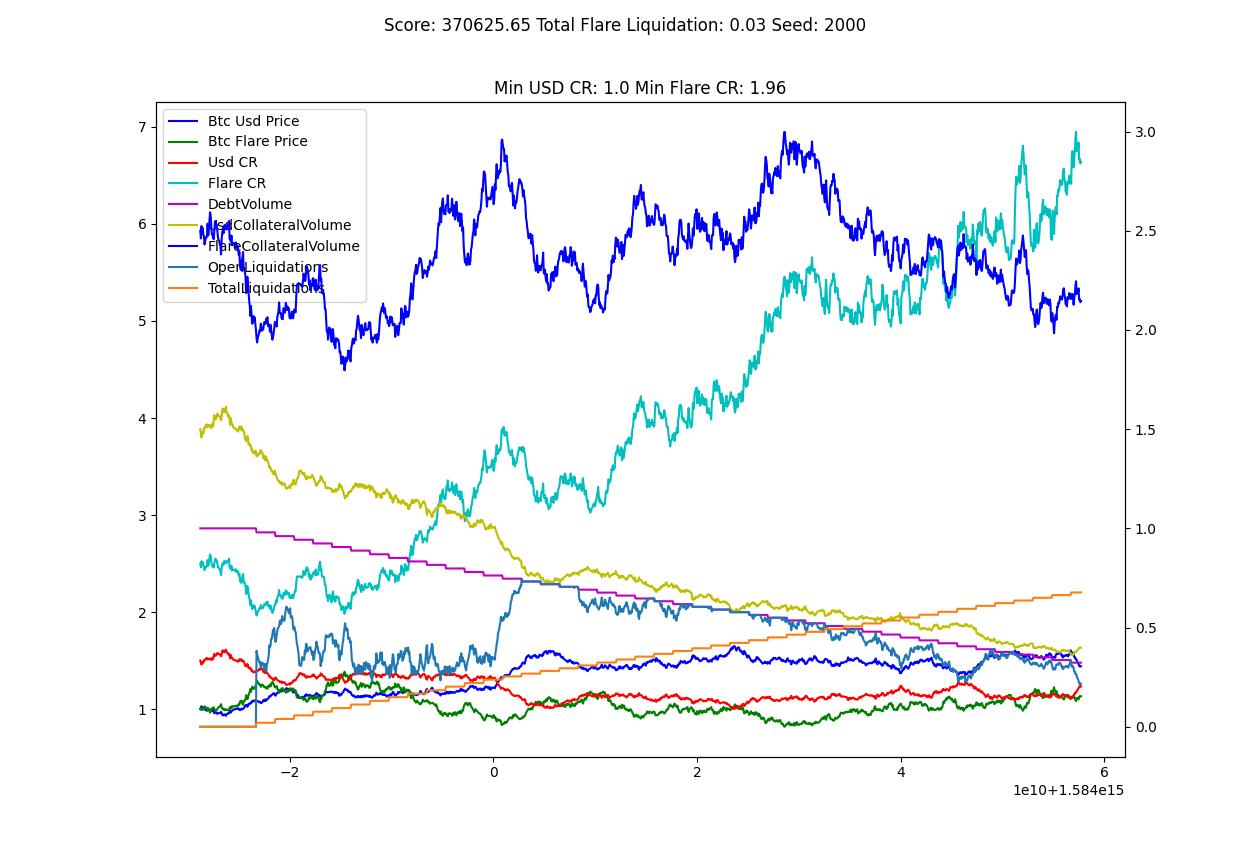 Score: 370625.65 Total Flare Liquidation: 0.03 Seed: 2000
Min USD CR: 1.0 Min Flare CR: 1.96
Btc Usd Price
Btc Flare Price
Usd CR
Flare CR
DebtVolume
UsdCollateralVolume
FlareCollateralVolume
OpenLiquidations
TotalLiquidations
7
6
5
4
3
2
1
3.0
2.5
2.0
1.5
1.0
0.5
0.0
−2
0
2
4
6
1e10+1.584e15